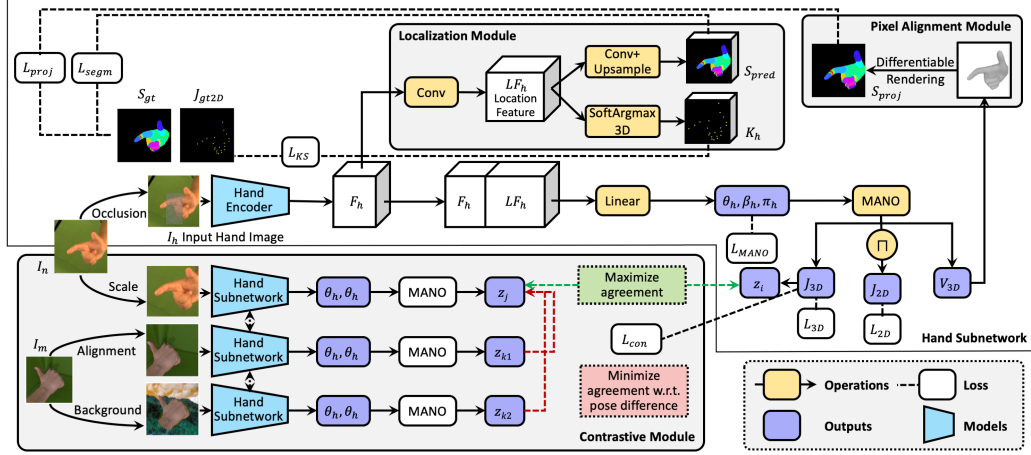 Localization Module
Pixel Alignment Module
L_proj
L_segm
S_gt
J_gt2D
L_KS
Conv
LF_h
Location
Feature
Conv+
Upsample
SoftArgmax
3D
S_pred
K_h
Differentiable
Rendering
S_proj
Occlusion
Hand
Encoder
F_h
F_h
LF_h
Linear
θ_h, β_h, π_h
MANO
L_MANO
I_h Input Hand Image
I_n
Scale
Hand
Subnetwork
θ_h, θ_h
MANO
z_j
Maximize
agreement
z_i
J_3D
Π
J_2D
V_3D
L_3D
L_2D
Hand Subnetwork
I_m
Alignment
Hand
Subnetwork
θ_h, θ_h
MANO
z_k1
L_con
Background
Hand
Subnetwork
θ_h, θ_h
MANO
z_k2
Minimize
agreement w.r.t.
pose difference
Contrastive Module
Operations
Loss
Outputs
Models